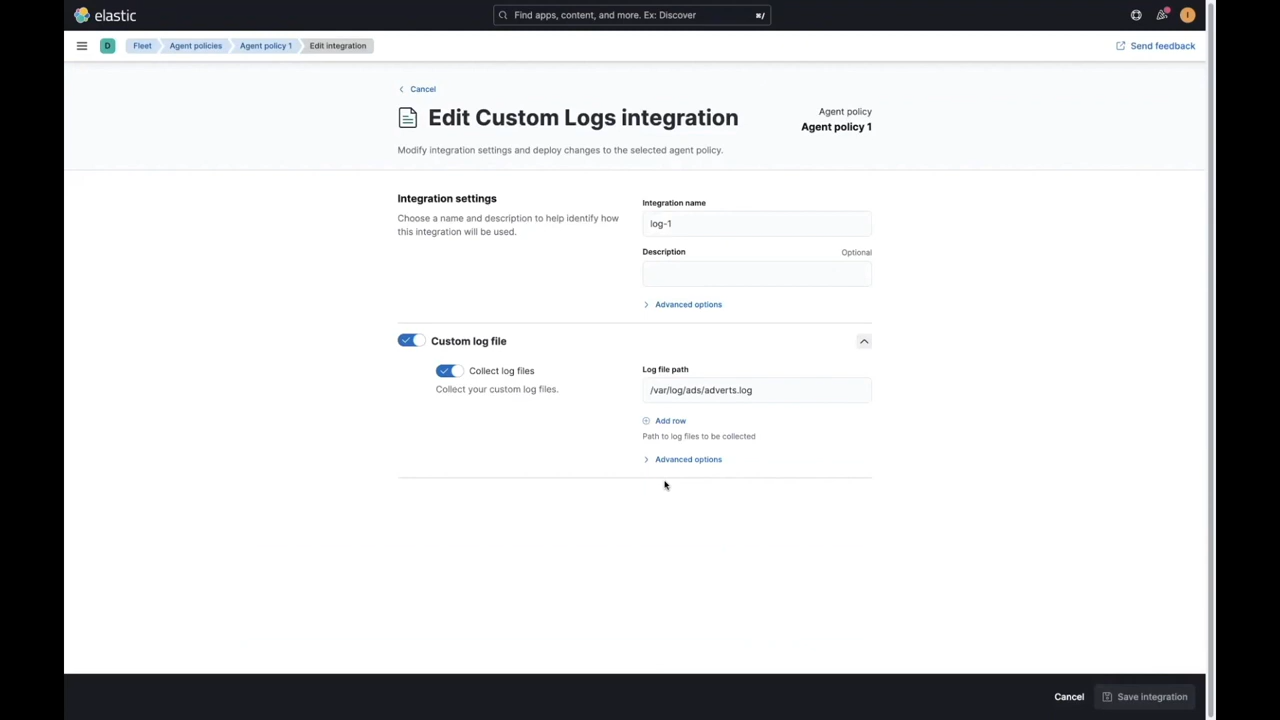 elastic
Find apps, content, and more. Ex: Discover
⌘/
I
D
Fleet
Agent policies
Agent policy 1
Edit integration
Send feedback
Cancel
Edit Custom Logs integration
Agent policy
Agent policy 1
Modify integration settings and deploy changes to the selected agent policy.
Integration settings
Choose a name and description to help identify how
this integration will be used.
Integration name
log-1
Description
Optional
Advanced options
Custom log file
Collect log files
Collect your custom log files.
Log file path
/var/log/ads/adverts.log
Add row
Path to log files to be collected
Advanced options
Cancel
Save integration